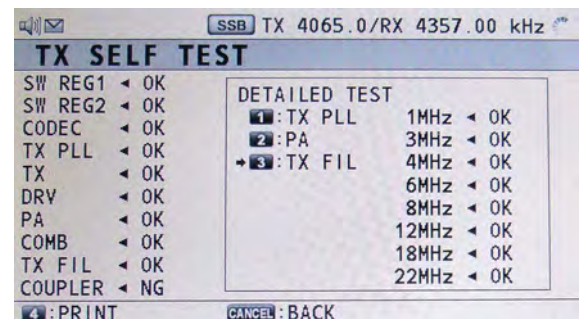 SSB TX 4065.0/RX 4357.00 kHz
TX SELF TEST
SW REG1 ◄ OK
SW REG2 ◄ OK
CODEC ◄ OK
TX PLL ◄ OK
TX ◄ OK
DRV ◄ OK
PA ◄ OK
COMB ◄ OK
TX FIL ◄ OK
COUPLER ◄ NG
DETAILED TEST
1:TX PLL 1MHz ◄ OK
2:PA 3MHz ◄ OK
➔3:TX FIL 4MHz ◄ OK
6MHz ◄ OK
8MHz ◄ OK
12MHz ◄ OK
18MHz ◄ OK
22MHz ◄ OK
4:PRINT CANCEL:BACK